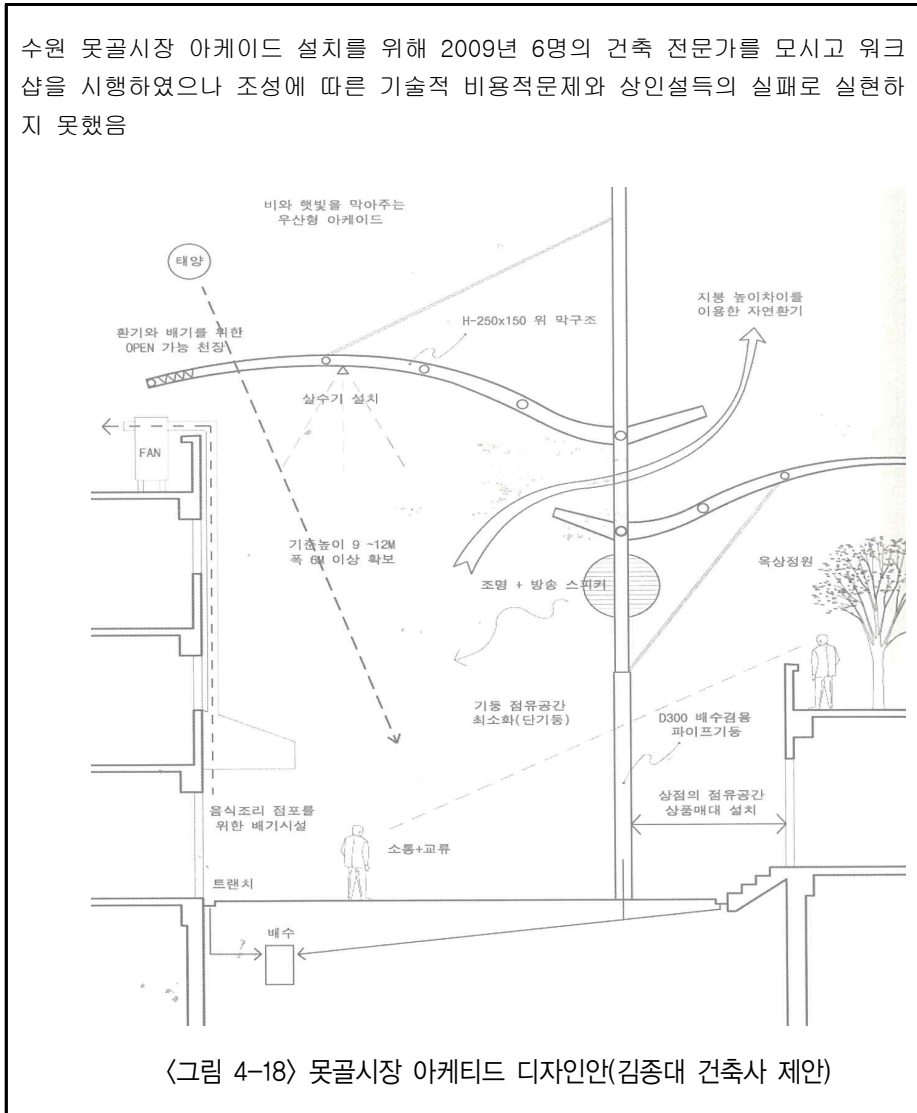 수원 못골시장 아케이드 설치를 위해 2009년 6명의 건축 전문가를 모시고 워크
샵을 시행하였으나 조성에 따른 기술적 비용적문제와 상인설득의 실패로 실현하
지 못했음
비와 햇빛을 막아주는
우산형 아케이드
태양
지붕 높이차이를
이용한 자연환기
H-250x150 위 막구조
환기와 배기를 위한
OPEN 가능 천장
살수기 설치
FAN
기준높이 9 ~12M
폭 6M 이상 확보
옥상정원
조명 + 방송 스피커
기둥 점유공간
최소화(단기둥)
D300 배수겸용
파이프기둥
상점의 점유공간
상품매대 설치
음식조리 점포를
위한 배기시설
소통+교류
트랜치
배수
〈그림 4-18〉 못골시장 아케티드 디자인안(김종대 건축사 제안)